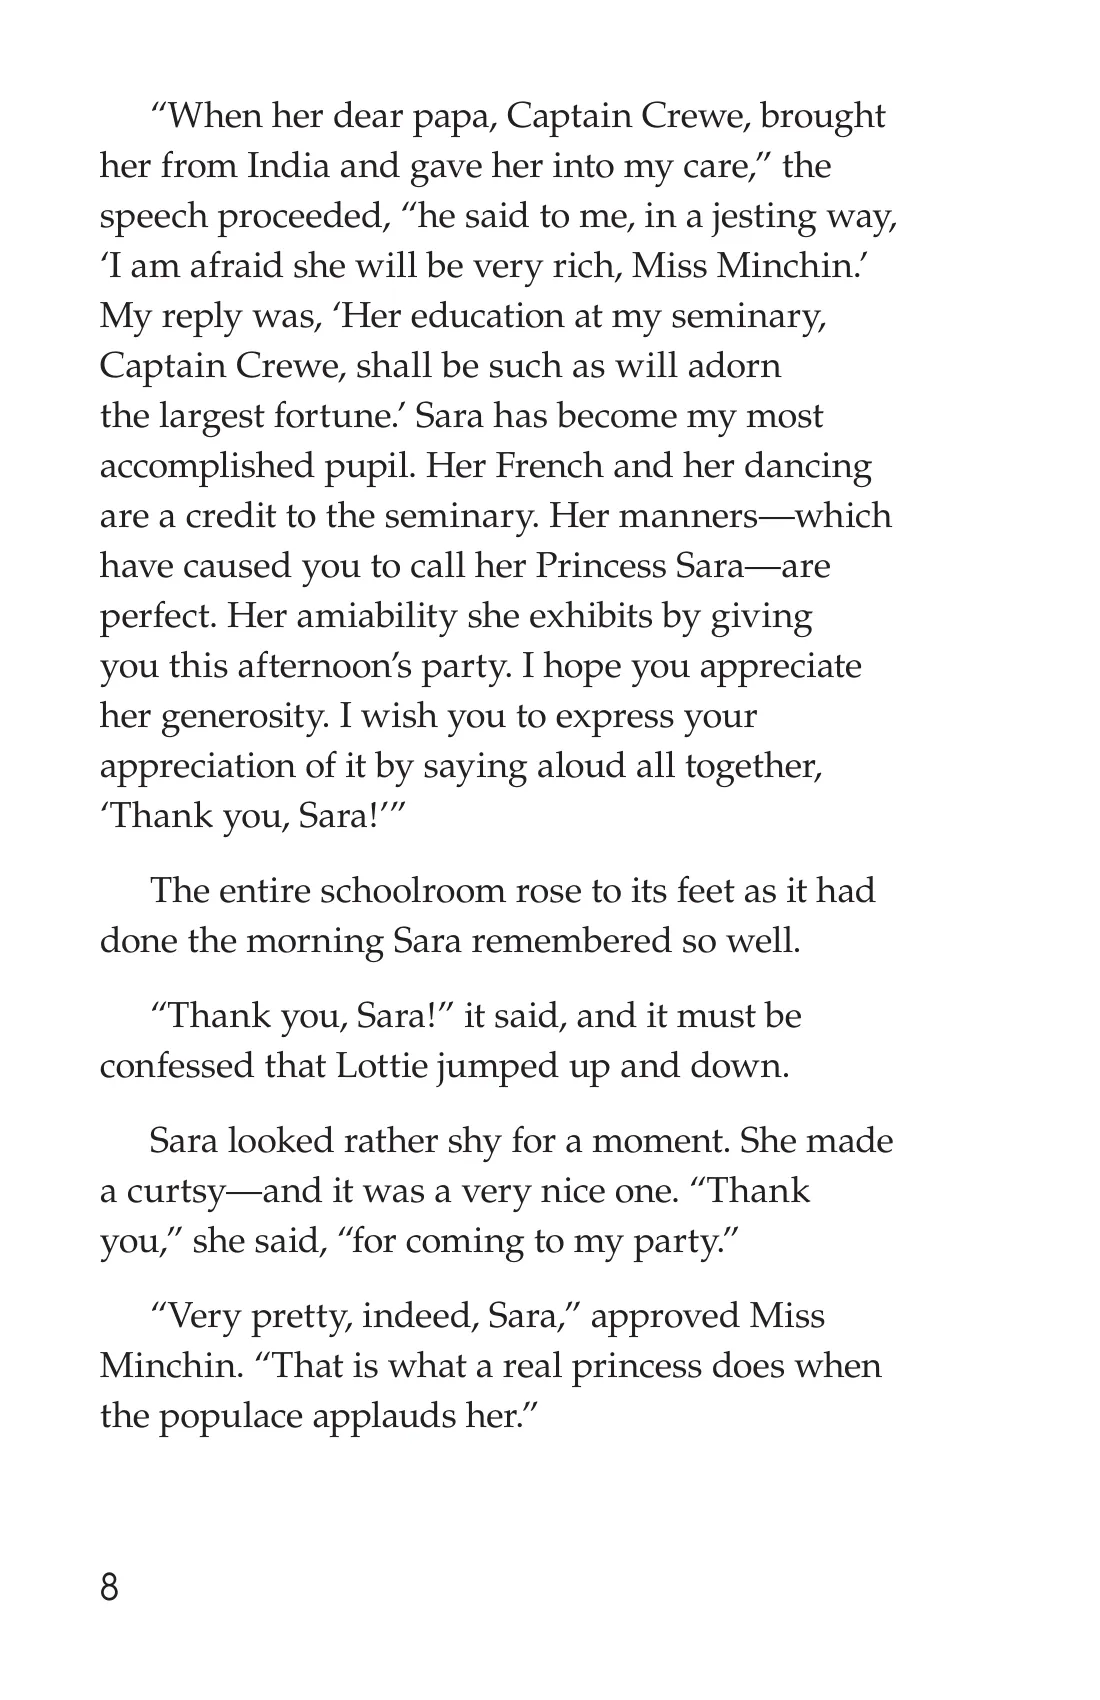 “When her dear papa, Captain Crewe, brought
her from India and gave her into my care,” the
speech proceeded, “he said to me, in a jesting way,
‘I am afraid she will be very rich, Miss Minchin.’
My reply was, ‘Her education at my seminary,
Captain Crewe, shall be such as will adorn
the largest fortune.’ Sara has become my most
accomplished pupil. Her French and her dancing
are a credit to the seminary. Her manners—which
have caused you to call her Princess Sara—are
perfect. Her amiability she exhibits by giving
you this afternoon’s party. I hope you appreciate
her generosity. I wish you to express your
appreciation of it by saying aloud all together,
‘Thank you, Sara!’”
The entire schoolroom rose to its feet as it had
done the morning Sara remembered so well.
“Thank you, Sara!” it said, and it must be
confessed that Lottie jumped up and down.
Sara looked rather shy for a moment. She made
a curtsy—and it was a very nice one. “Thank
you,” she said, “for coming to my party.”
“Very pretty, indeed, Sara,” approved Miss
Minchin. “That is what a real princess does when
the populace applauds her.”
8